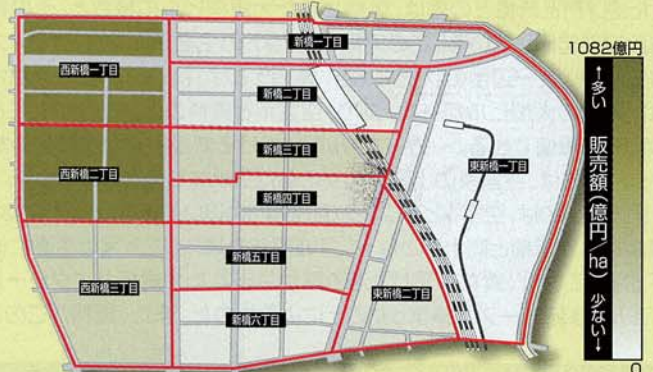 新橋一丁目
1082億円
西新橋一丁目
新橋二丁目
新橋三丁目
東新橋一丁目
西新橋二丁目
新橋四丁目
新橋五丁目
西新橋三丁目
東新橋二丁目
新橋六丁目
←多い 販売額(億円/ha) 少ない→
0